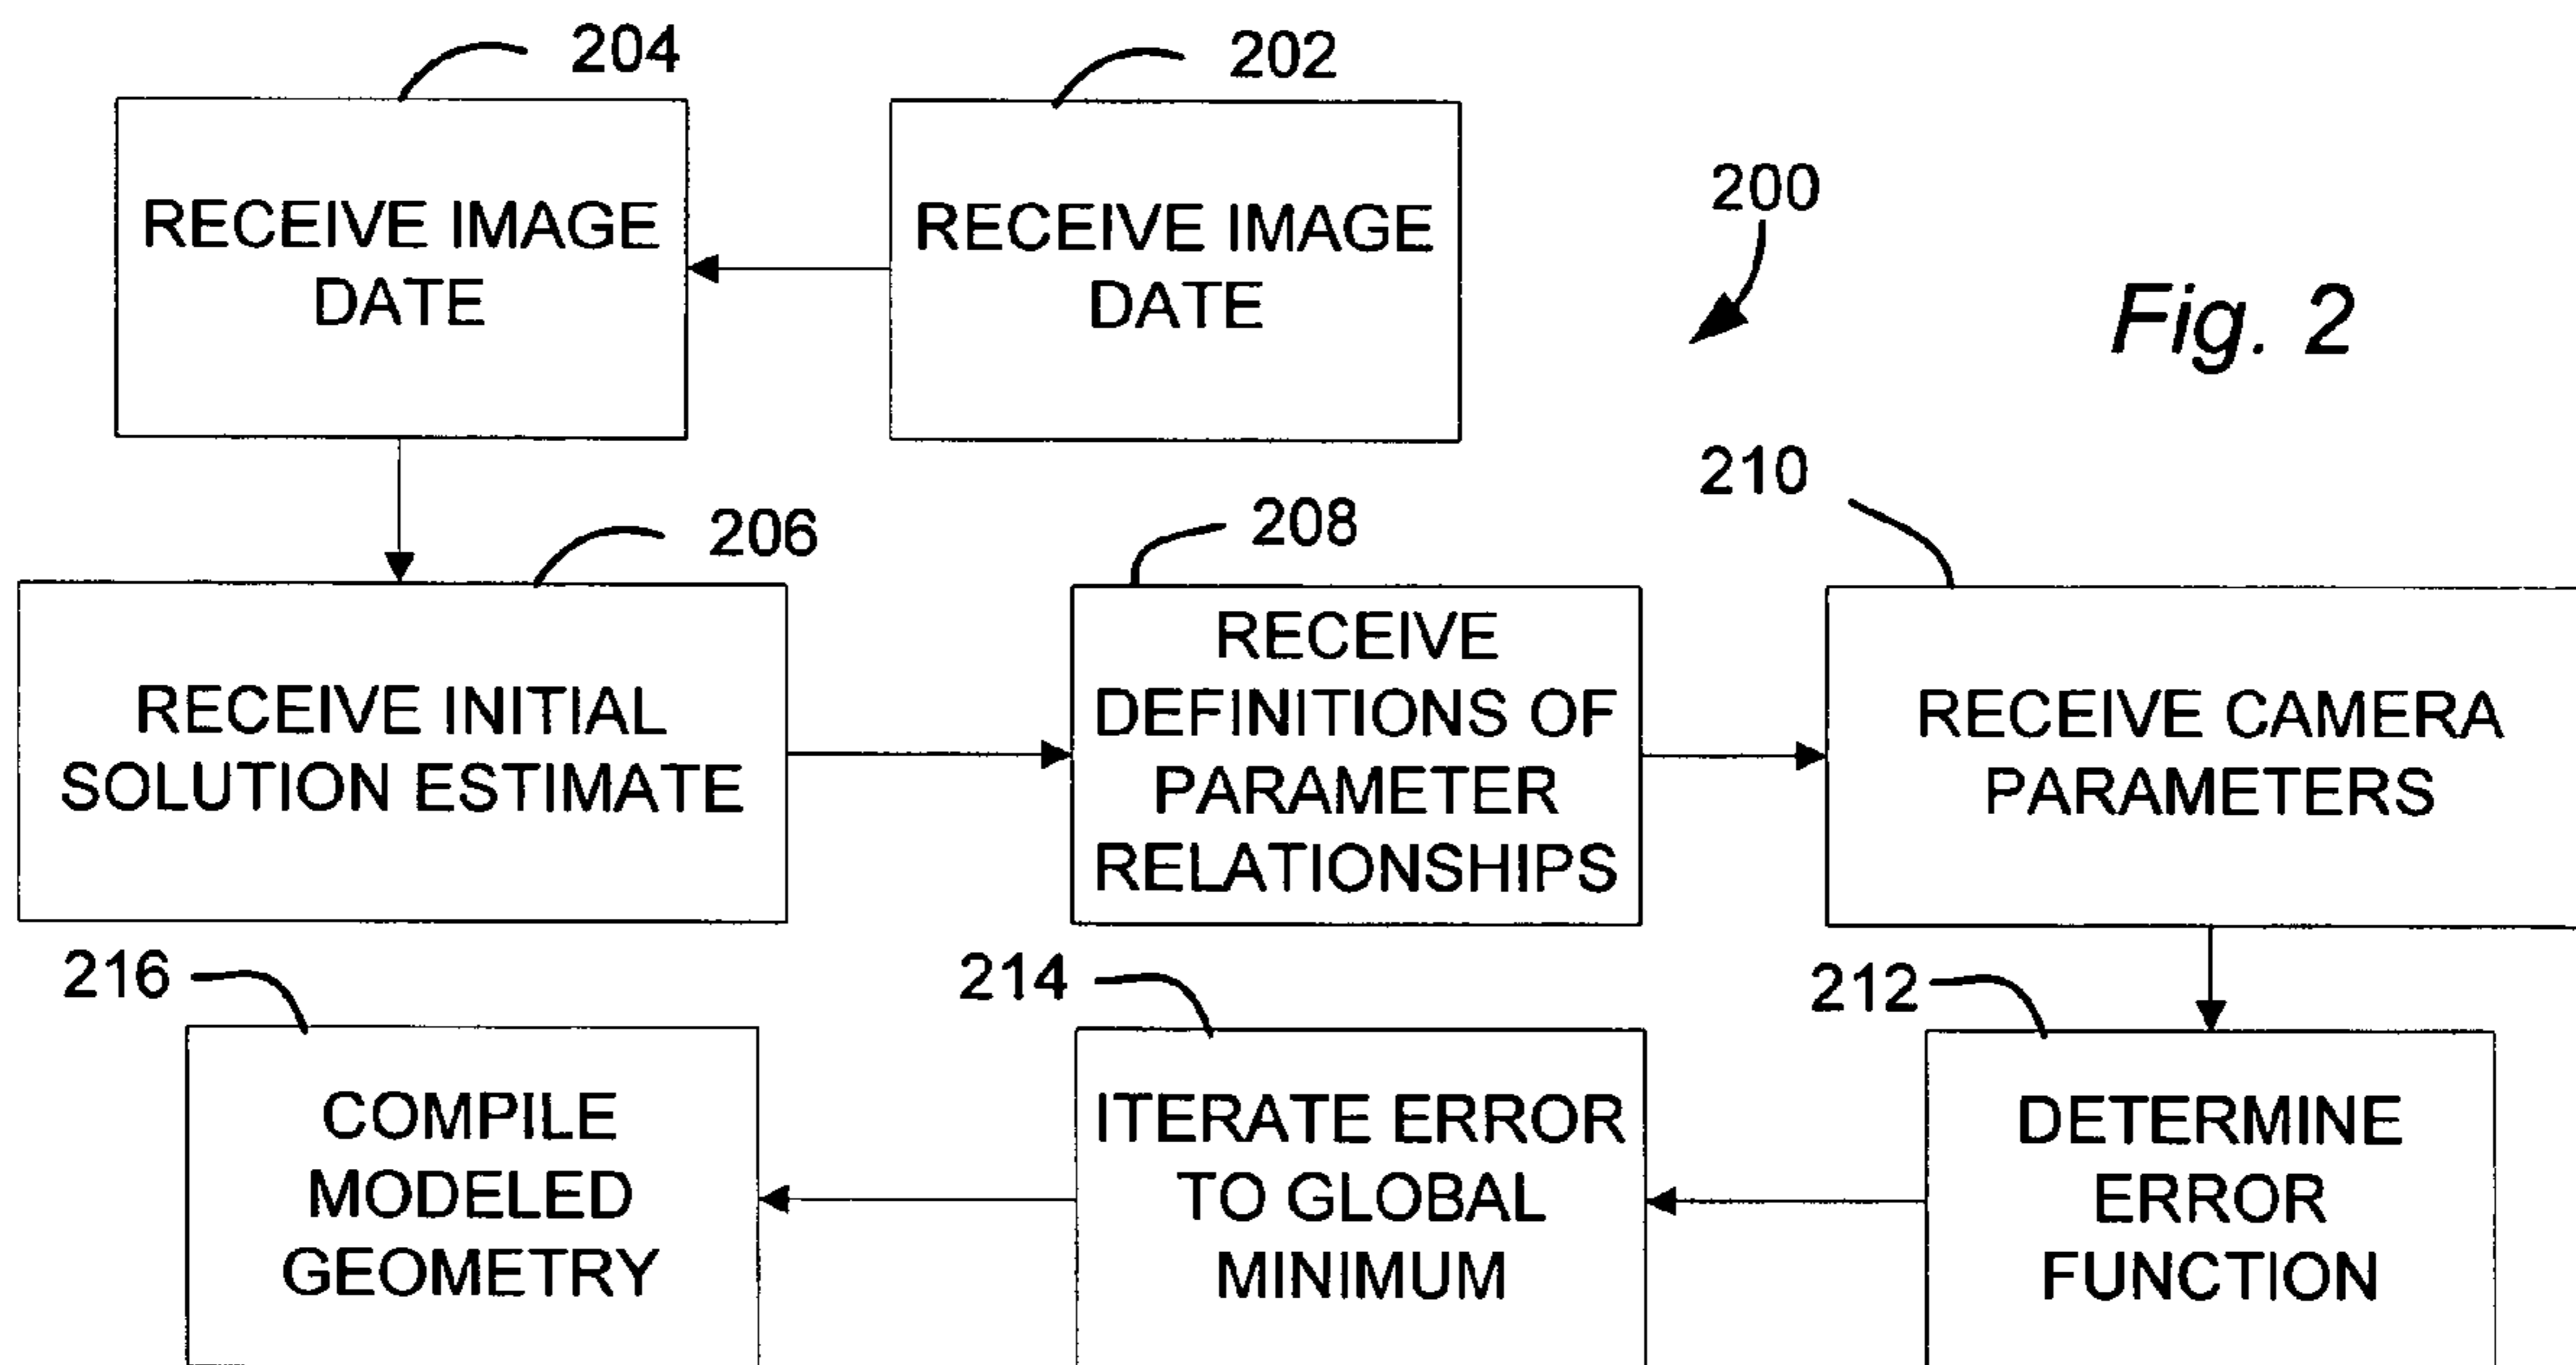 204
202
RECEIVE IMAGE
DATE
RECEIVE IMAGE
DATE
200
Fig. 2
206
208
210
RECEIVE INITIAL
SOLUTION ESTIMATE
RECEIVE
DEFINITIONS OF
PARAMETER
RELATIONSHIPS
RECEIVE CAMERA
PARAMETERS
216
214
212
COMPILE
MODELED
GEOMETRY
ITERATE ERROR
TO GLOBAL
MINIMUM
DETERMINE
ERROR
FUNCTION